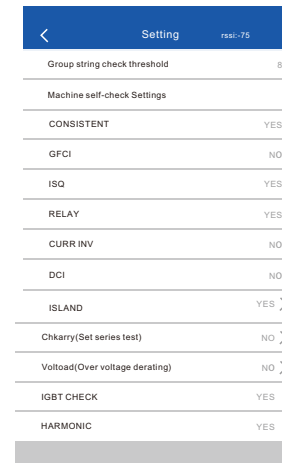 Setting rssi:-75
Group string check threshold 8
Machine self-check Settings
CONSISTENT YES
GFCI NO
ISQ YES
RELAY YES
CURR INV NO
DCI NO
ISLAND YES
Chkarry(Set series test) NO
Voltoad(Over voltage derating) NO
IGBT CHECK YES
HARMONIC YES